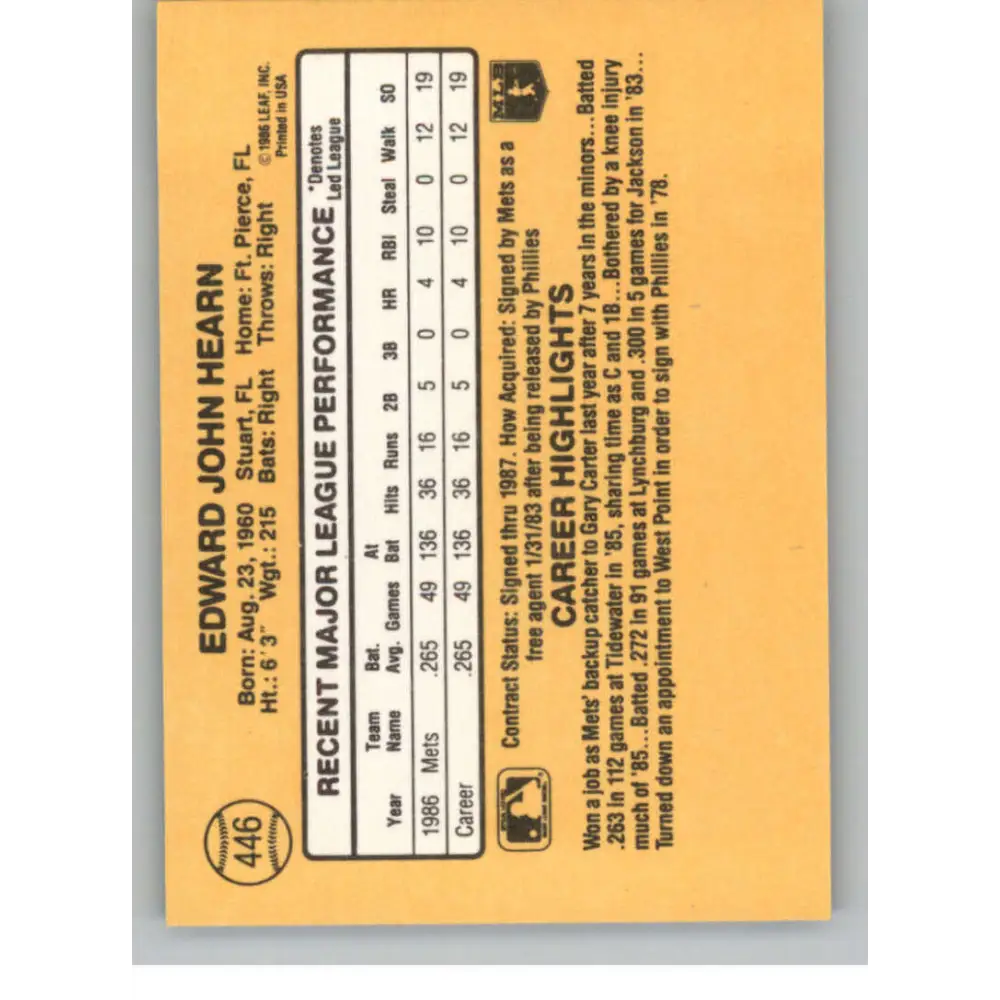 446
EDWARD JOHN HEARN
Born: Aug. 23, 1960 Stuart, FL Home: Ft. Pierce, FL
Ht.: 6'3" Wgt.: 215 Bats: Right Throws: Right
© 1986 LEAF, INC.
Printed in USA
RECENT MAJOR LEAGUE PERFORMANCE
*Denotes
Led League
Year Team Name Bat. Avg. Games At Bat Hits Runs 2B 3B HR RBI Steal Walk SO
1986 Mets .265 49 136 36 16 5 0 4 10 0 12 19
Career .265 49 136 36 16 5 0 4 10 0 12 19
Contract Status: Signed thru 1987. How Acquired: Signed by Mets as a
free agent 1/31/83 after being released by Phillies
MLB
CAREER HIGHLIGHTS
Won a job as Mets' backup catcher to Gary Carter last year after 7 years in the minors...Batted
.263 in 112 games at Tidewater in '85, sharing time as C and 1B...Bothered by a knee injury
much of '85...Batted .272 in 91 games at Lynchburg and .300 in 5 games for Jackson in '83...
Turned down an appointment to West Point in order to sign with Phillies in '78.